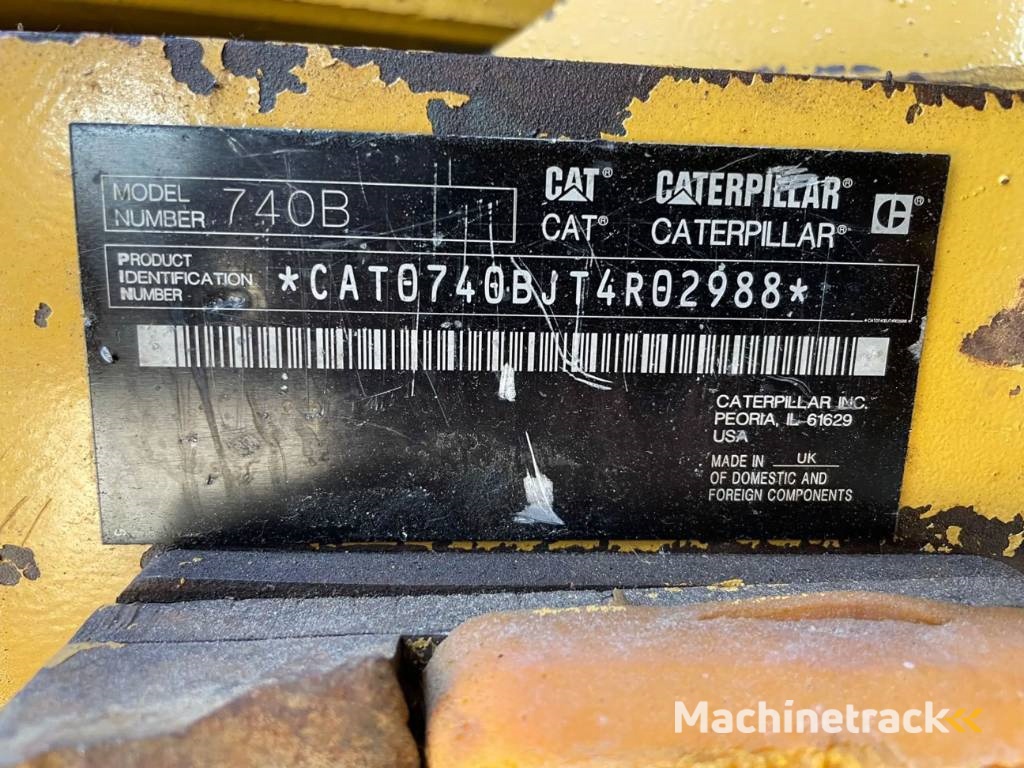 MODEL NUMBER 740B
CAT® CATERPILLAR® C®
CAT® CATERPILLAR®
PRODUCT IDENTIFICATION NUMBER *CAT0740BJT4R02988*
CATERPILLAR INC.
PEORIA, IL 61629
USA
MADE IN UK
OF DOMESTIC AND
FOREIGN COMPONENTS
Machinetrack